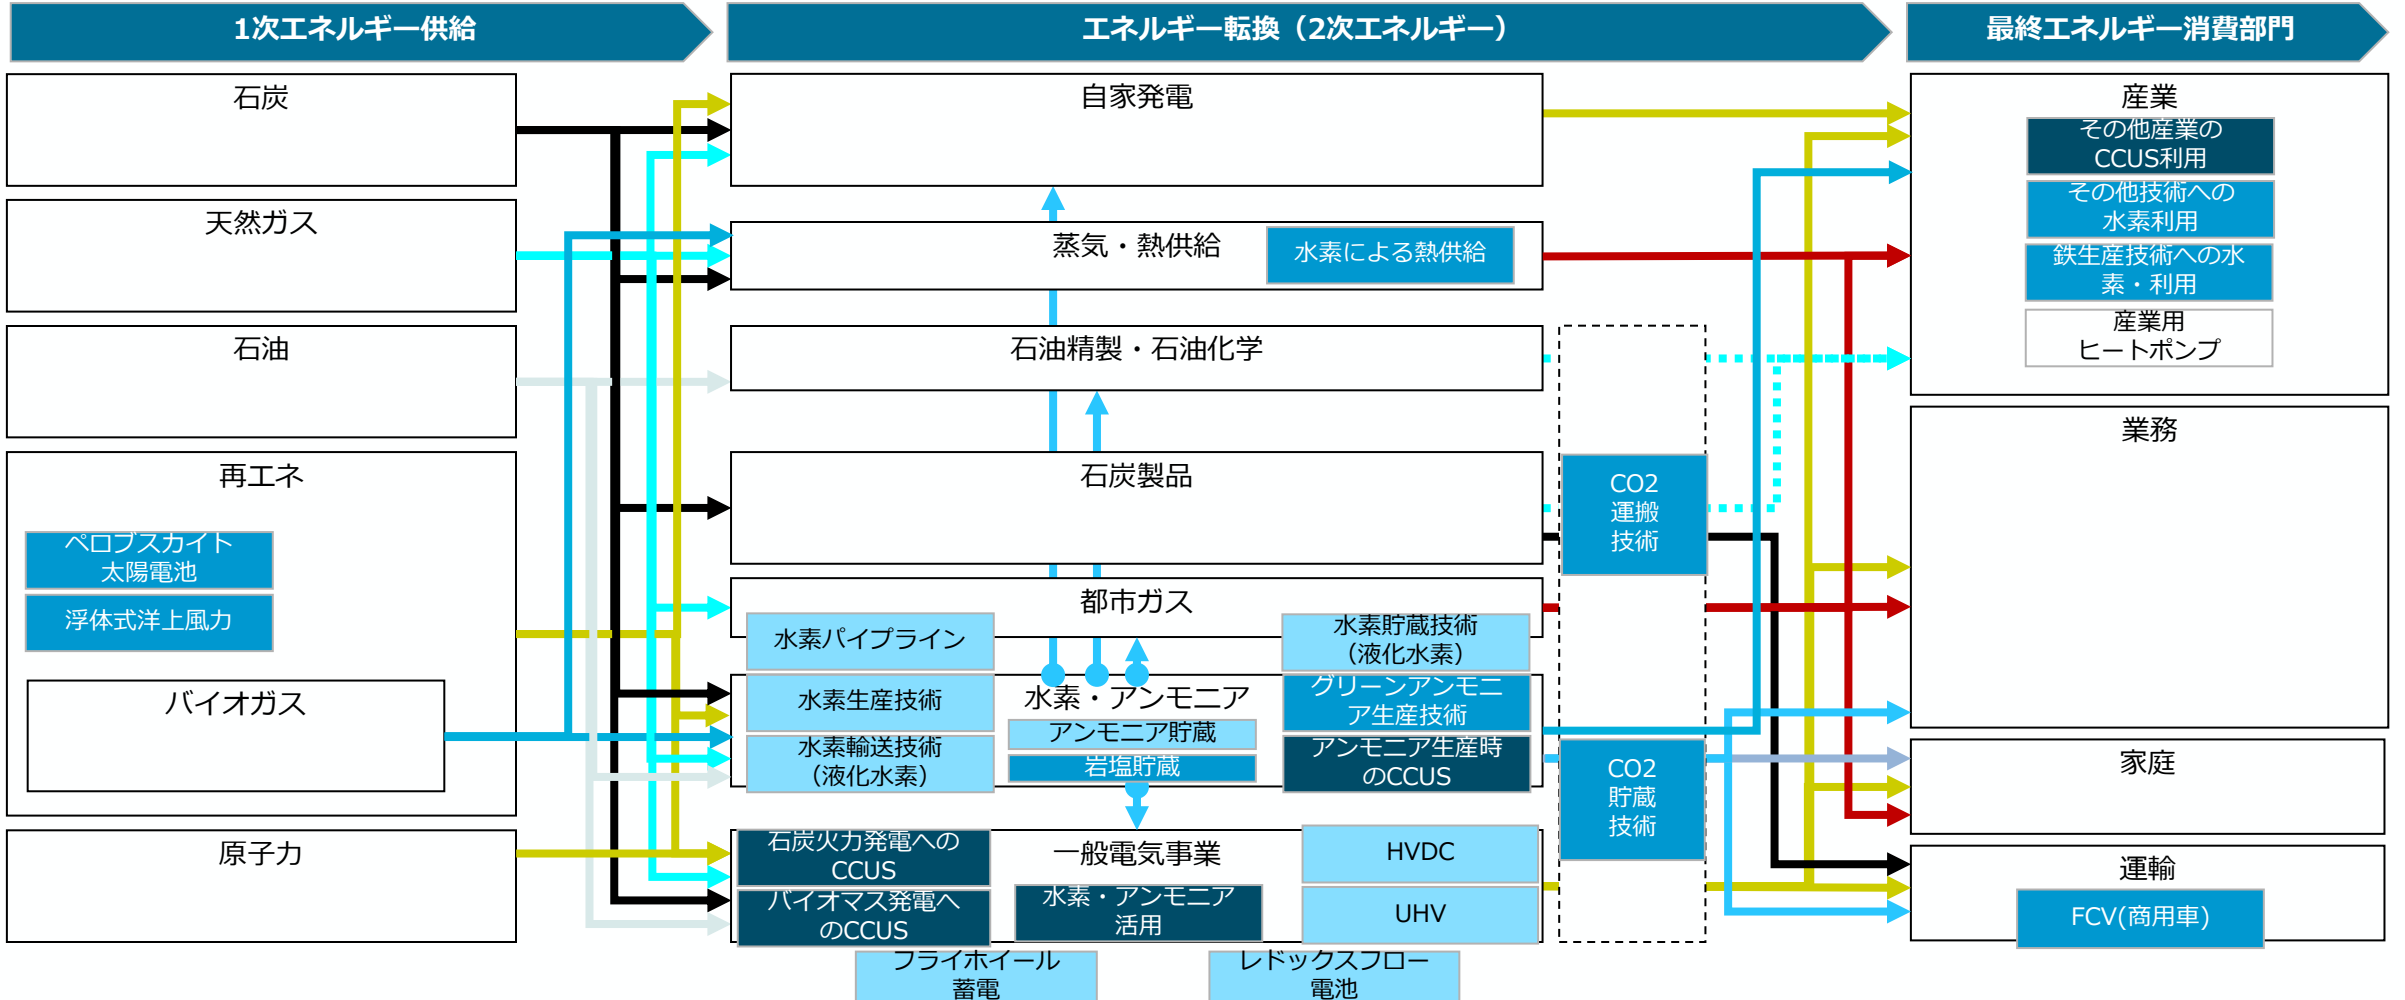 1次エネルギー供給
エネルギー転換（2次エネルギー）
最終エネルギー消費部門
石炭
天然ガス
石油
再エネ
ペロブスカイト
太陽電池
浮体式洋上風力
バイオガス
原子力
自家発電
蒸気・熱供給
水素による熱供給
石油精製・石油化学
石炭製品
都市ガス
水素パイプライン
水素貯蔵技術
（液化水素）
水素・アンモニア
水素生産技術
グリーンアンモニ
ア生産技術
アンモニア貯蔵
水素輸送技術
（液化水素）
岩塩貯蔵
アンモニア生産時
のCCUS
一般電気事業
石炭火力発電への
CCUS
HVDC
バイオマス発電へ
のCCUS
水素・アンモニア
活用
UHV
フライホイール
蓄電
レドックスフロー
電池
CO2
運搬
技術
CO2
貯蔵
技術
産業
その他産業の
CCUS利用
その他技術への
水素利用
鉄生産技術への水
素・利用
産業用
ヒートポンプ
業務
家庭
運輸
FCV(商用車)